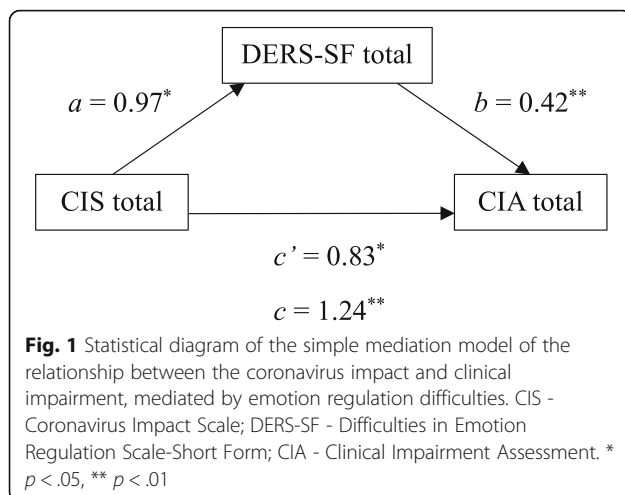 DERS-SF total
a = 0.97*
b = 0.42**
CIS total
CIA total
c’ = 0.83*
c = 1.24**
Fig. 1 Statistical diagram of the simple mediation model of the
relationship between the coronavirus impact and clinical
impairment, mediated by emotion regulation difficulties. CIS -
Coronavirus Impact Scale; DERS-SF - Difficulties in Emotion
Regulation Scale-Short Form; CIA - Clinical Impairment Assessment. *
p < .05, ** p < .01